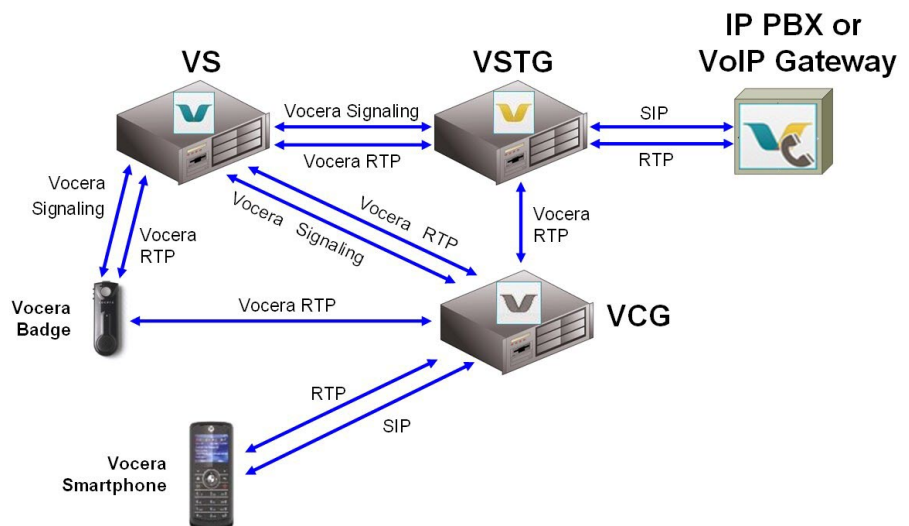 IP PBX or
VoIP Gateway
VS
VSTG
Vocera Signaling
Vocera RTP
SIP
RTP
Vocera
Signaling
Vocera
RTP
Vocera RTP
Vocera Signaling
Vocera
RTP
Vocera
Badge
Vocera RTP
VCG
RTP
SIP
Vocera
Smartphone